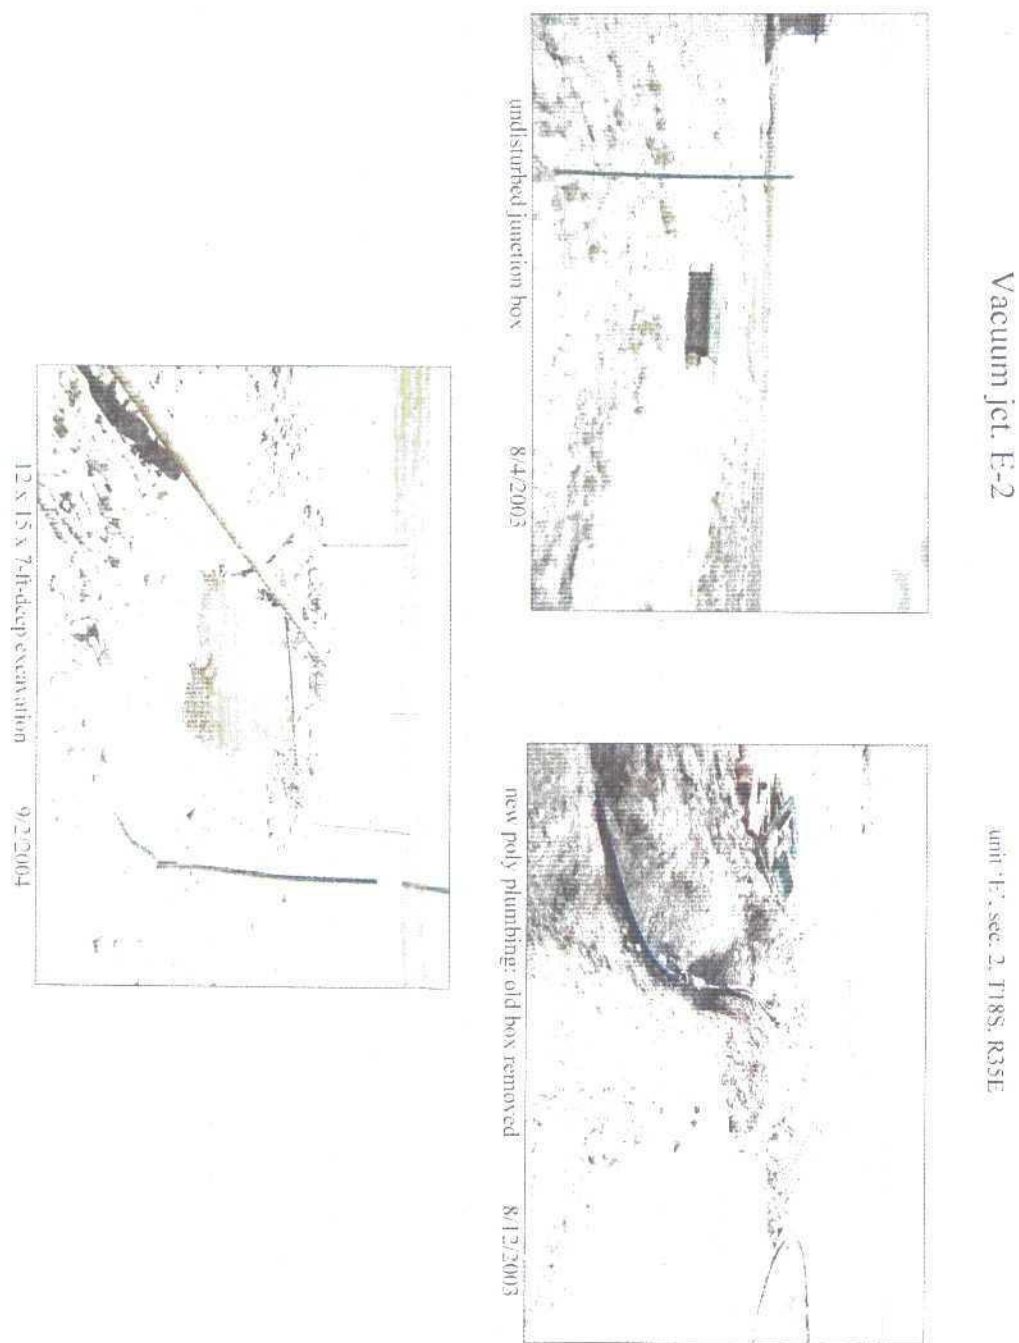 Vacuum jct. E-2
unit 'E', sec. 2, T18S, R35E
undisturbed junction box 8/4/2003
new poly plumbing; old box removed 8/12/2003
12 x 15 x 7-ft-deep excavation 9/2/2004